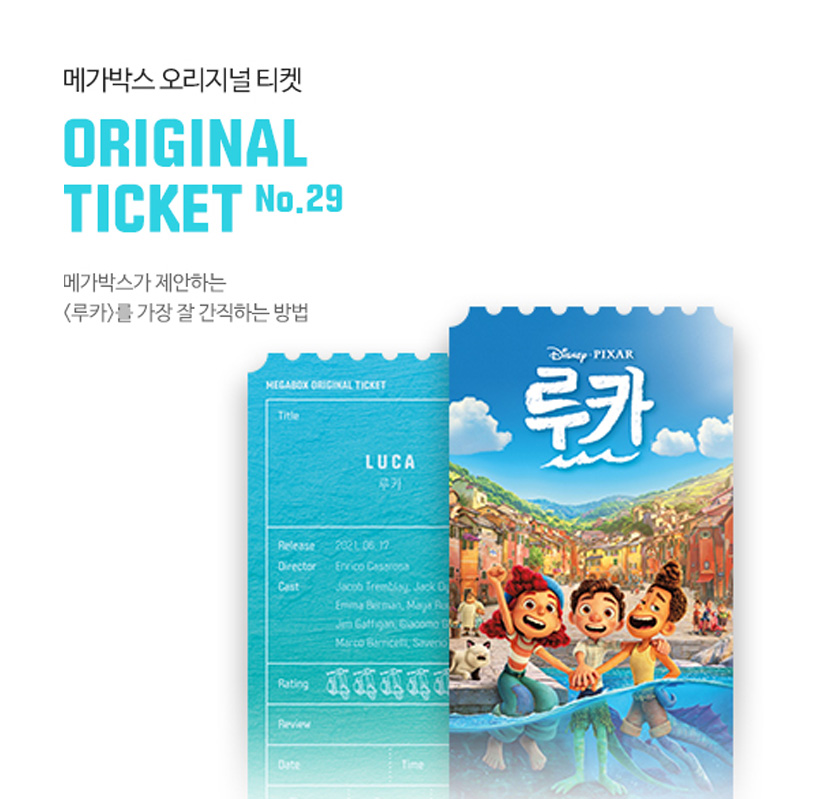 메가박스 오리지널 티켓
ORIGINAL
TICKET No.29
메가박스가 제안하는
<루카>를 가장 잘 간직하는 방법
Disney · PIXAR
루카
MEGABOX ORIGINAL TICKET
Title
LUCA
루카
Release 2021. 06. 17
Director Enrico Casarosa
Cast Jacob Tremblay, Jack
Emma Berman, Maya
Jim Gaffigan, Giacomo
Marco Barricelli, Saverio
Rating
Review
Date Time